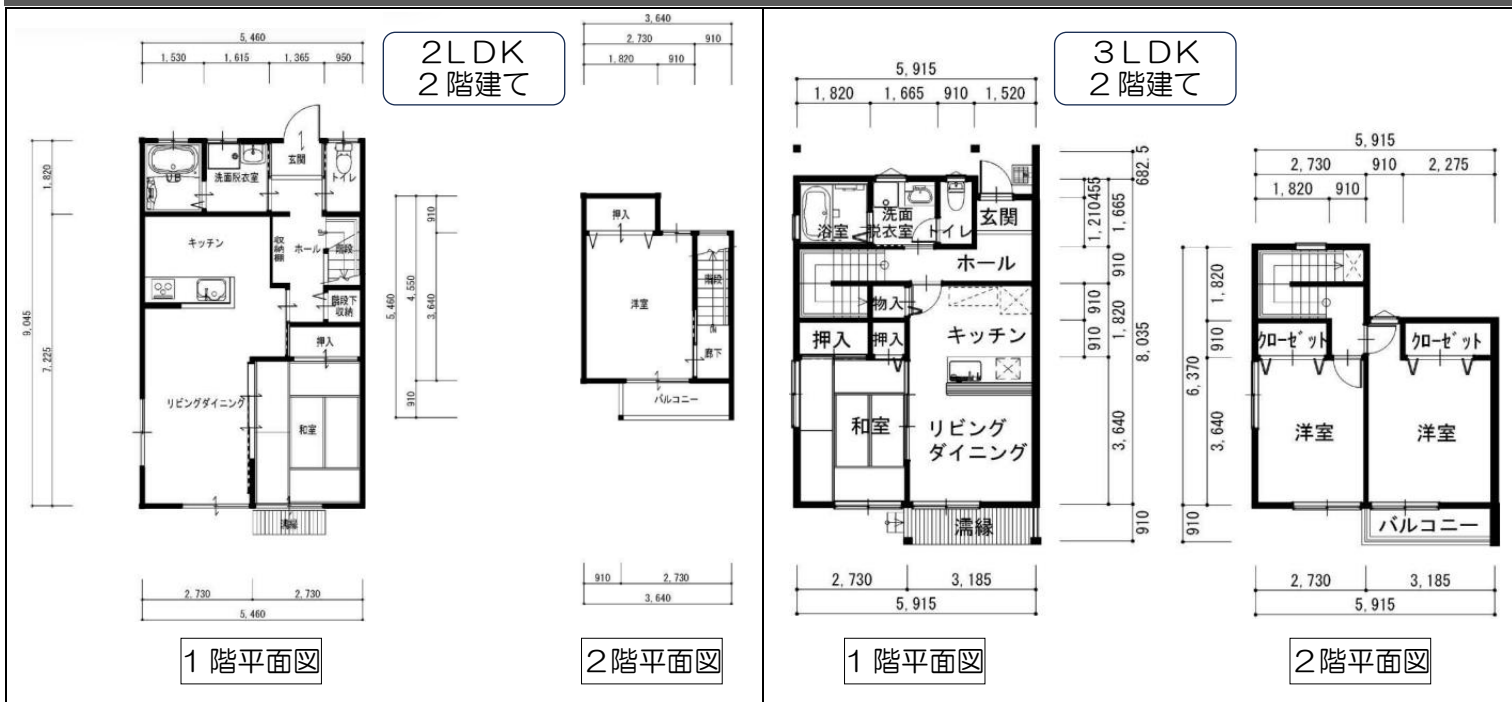 2LDK
2階建て
5,460
1,530
1,615
1,365
950
9,045
1,820
7,225
U.B
洗面脱衣室
玄関
トイレ
キッチン
収納棚
ホール
階段
階段下
収納
押入
リビングダイニング
和室
濡縁
2,730
2,730
5,460
1階平面図
3,640
2,730
910
1,820
910
5,460
910
4,550
3,640
910
押入
洋室
階段
廊下
バルコニー
910
2,730
3,640
2階平面図
3LDK
2階建て
5,915
1,820
1,665
910
1,520
浴室
洗面
脱衣室
トイレ
玄関
ホール
物入
押入
押入
キッチン
和室
リビング
ダイニング
濡縁
682.5
455
1,210
1,665
910
910
1,820
910
8,035
3,640
910
2,730
3,185
5,915
1階平面図
5,915
2,730
910
2,275
1,820
910
1,820
910
6,370
3,640
910
クローゼット
クローゼット
洋室
洋室
バルコニー
2,730
3,185
5,915
2階平面図